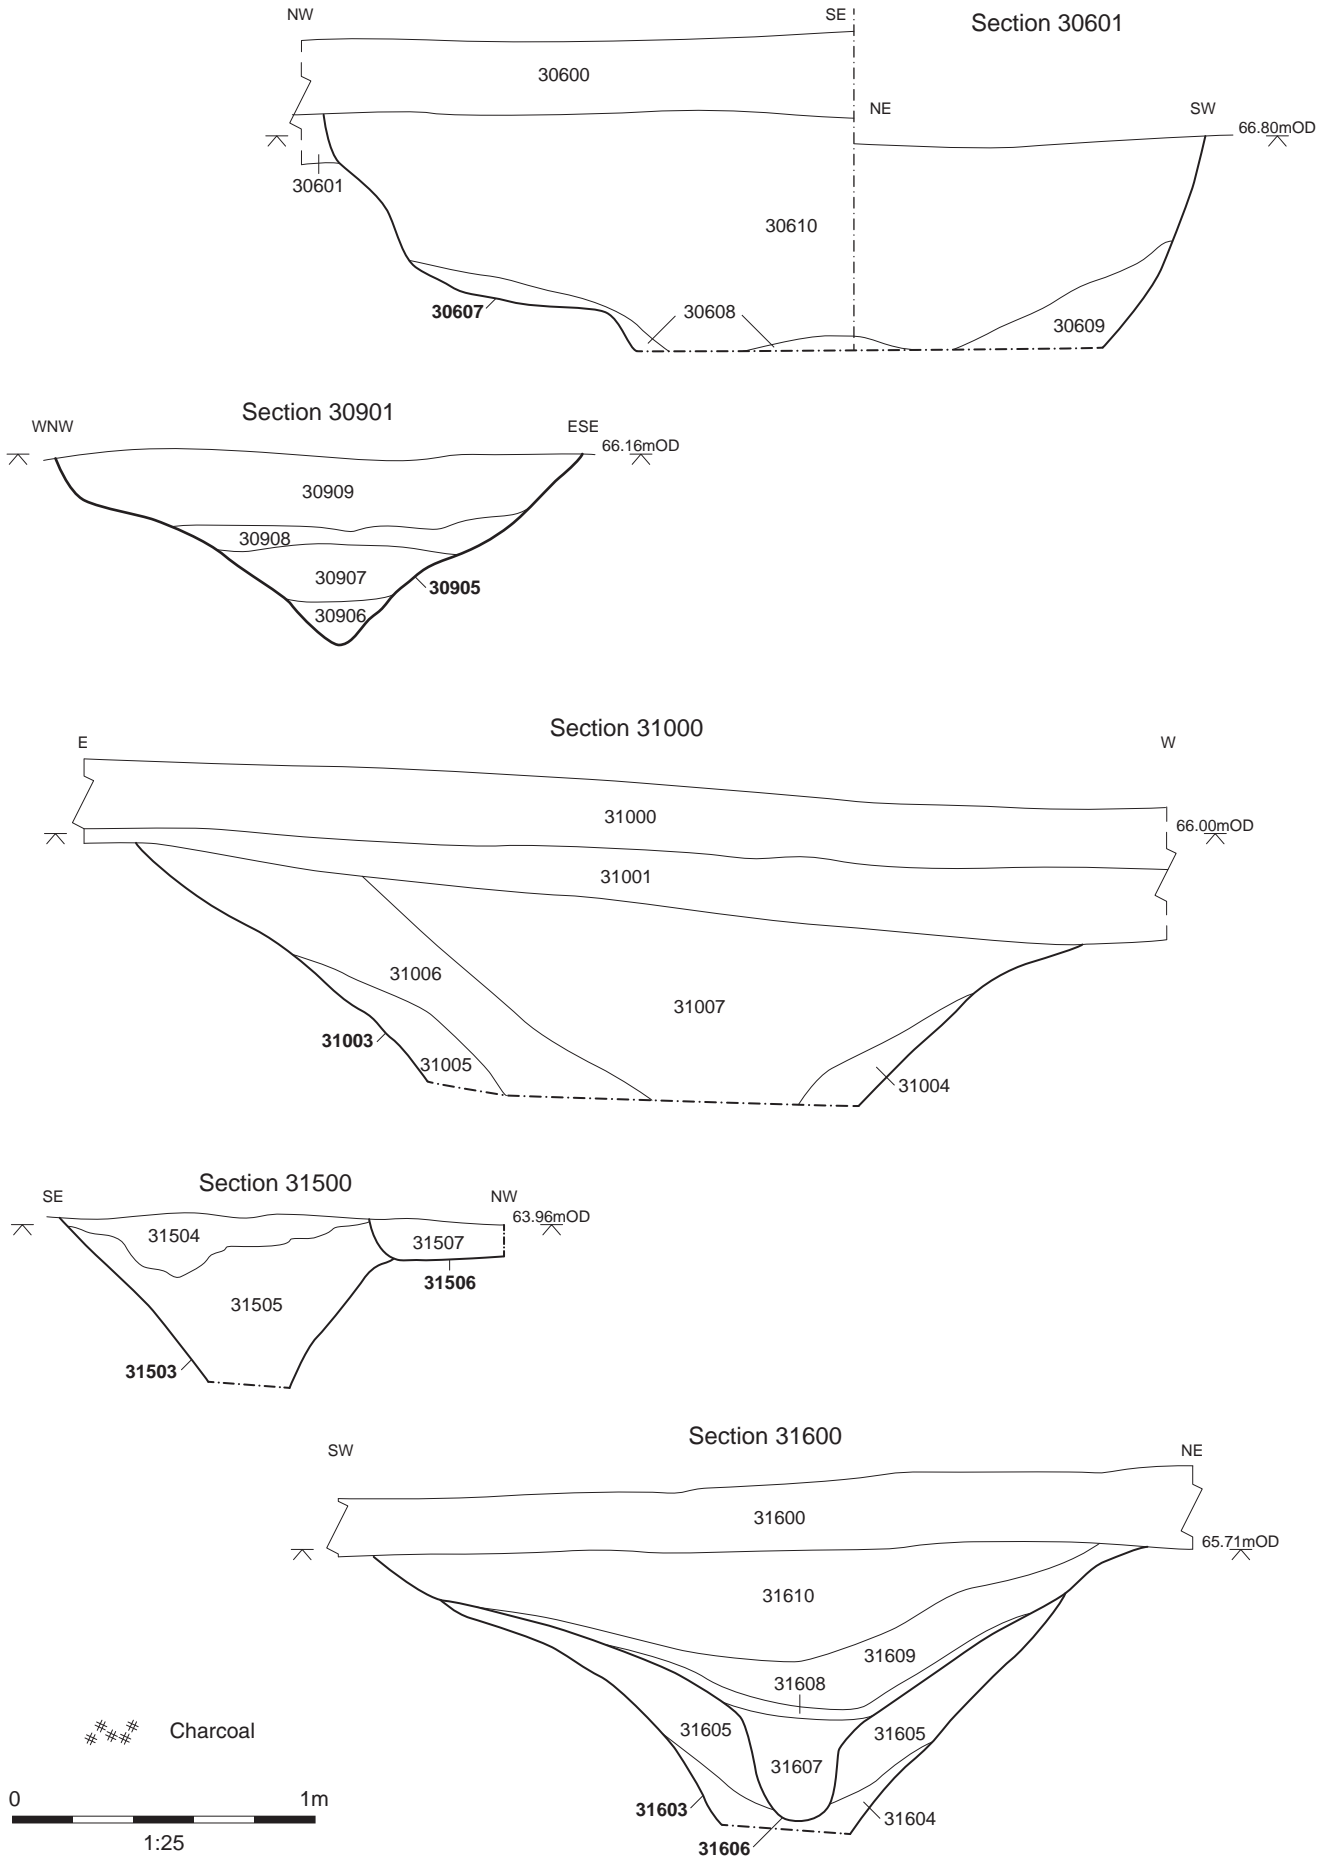 NW
SE
Section 30601
30600
NE
SW
66.80mOD
30601
30610
30607
30608
30609
Section 30901
WNW
ESE
66.16mOD
30909
30908
30907
30905
30906
Section 31000
E
W
31000
66.00mOD
31001
31006
31007
31003
31005
31004
Section 31500
SE
NW
63.96mOD
31504
31507
31506
31505
31503
Section 31600
SW
NE
31600
65.71mOD
31610
31609
31608
31605
31605
31607
31603
31604
31606
Charcoal
0 1m
1:25